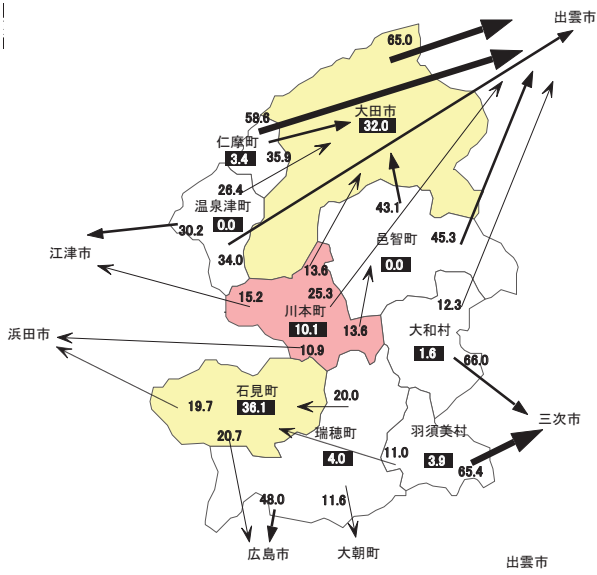 出雲市
65.0
大田市
32.0
58.6
仁摩町
3.4
35.9
26.4
温泉津町
0.0
30.2
34.0
43.1
邑智町
0.0
45.3
江津市
13.6
15.2
25.3
川本町
10.1
13.6
10.9
12.3
大和村
1.6
66.0
浜田市
石見町
36.1
19.7
20.7
20.0
瑞穂町
4.0
羽須美村
3.9
11.0
65.4
三次市
48.0
11.6
広島市
大朝町
出雲市